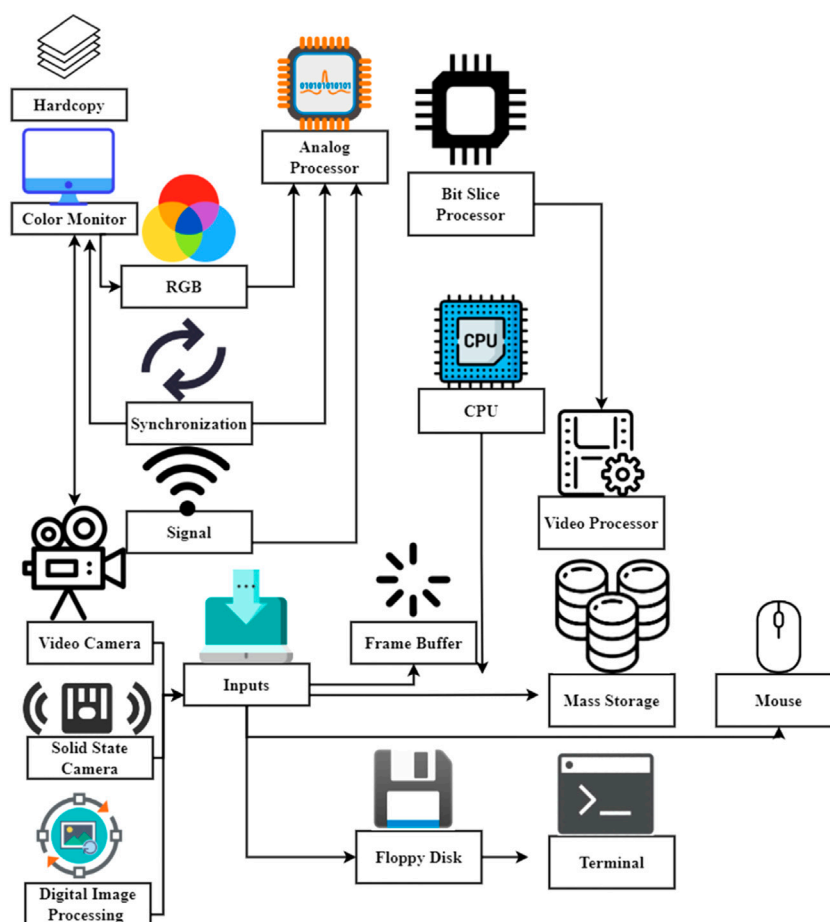 010101010101
Hardcopy
Analog
Processor
Bit Slice
Processor
Color Monitor
RGB
CPU
CPU
Synchronization
Signal
Video Processor
Video Camera
Frame Buffer
Inputs
Mass Storage
Mouse
Solid State
Camera
Floppy Disk
Terminal
Digital Image
Processing